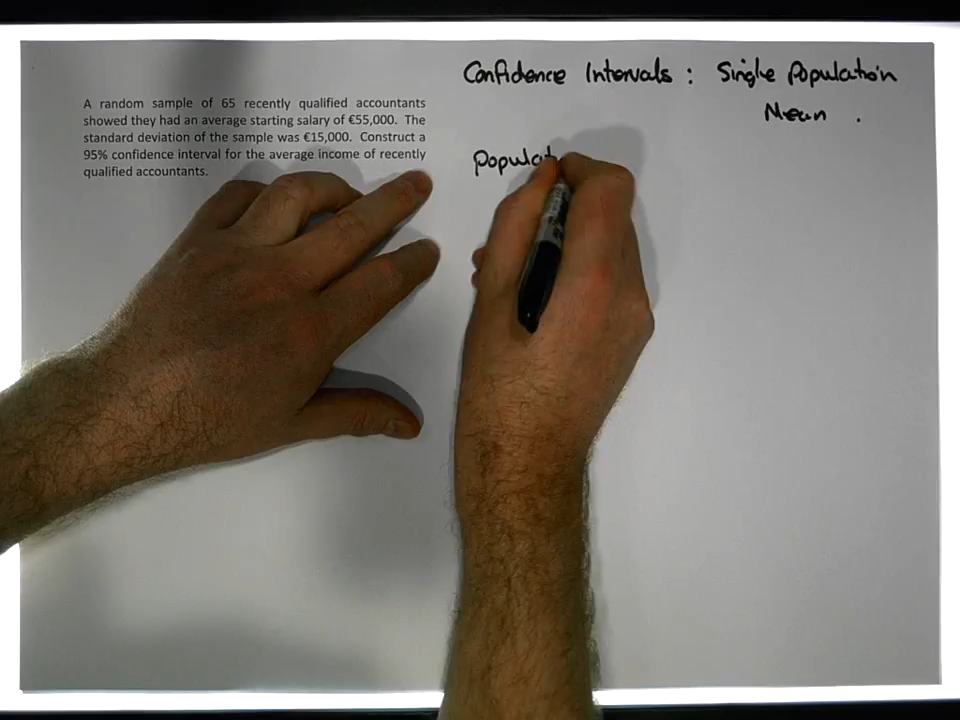 A random sample of 65 recently qualified accountants
showed they had an average starting salary of €55,000. The
standard deviation of the sample was €15,000. Construct a
95% confidence interval for the average income of recently
qualified accountants.
Confidence Intervals : Single Population
Mean .
Populat